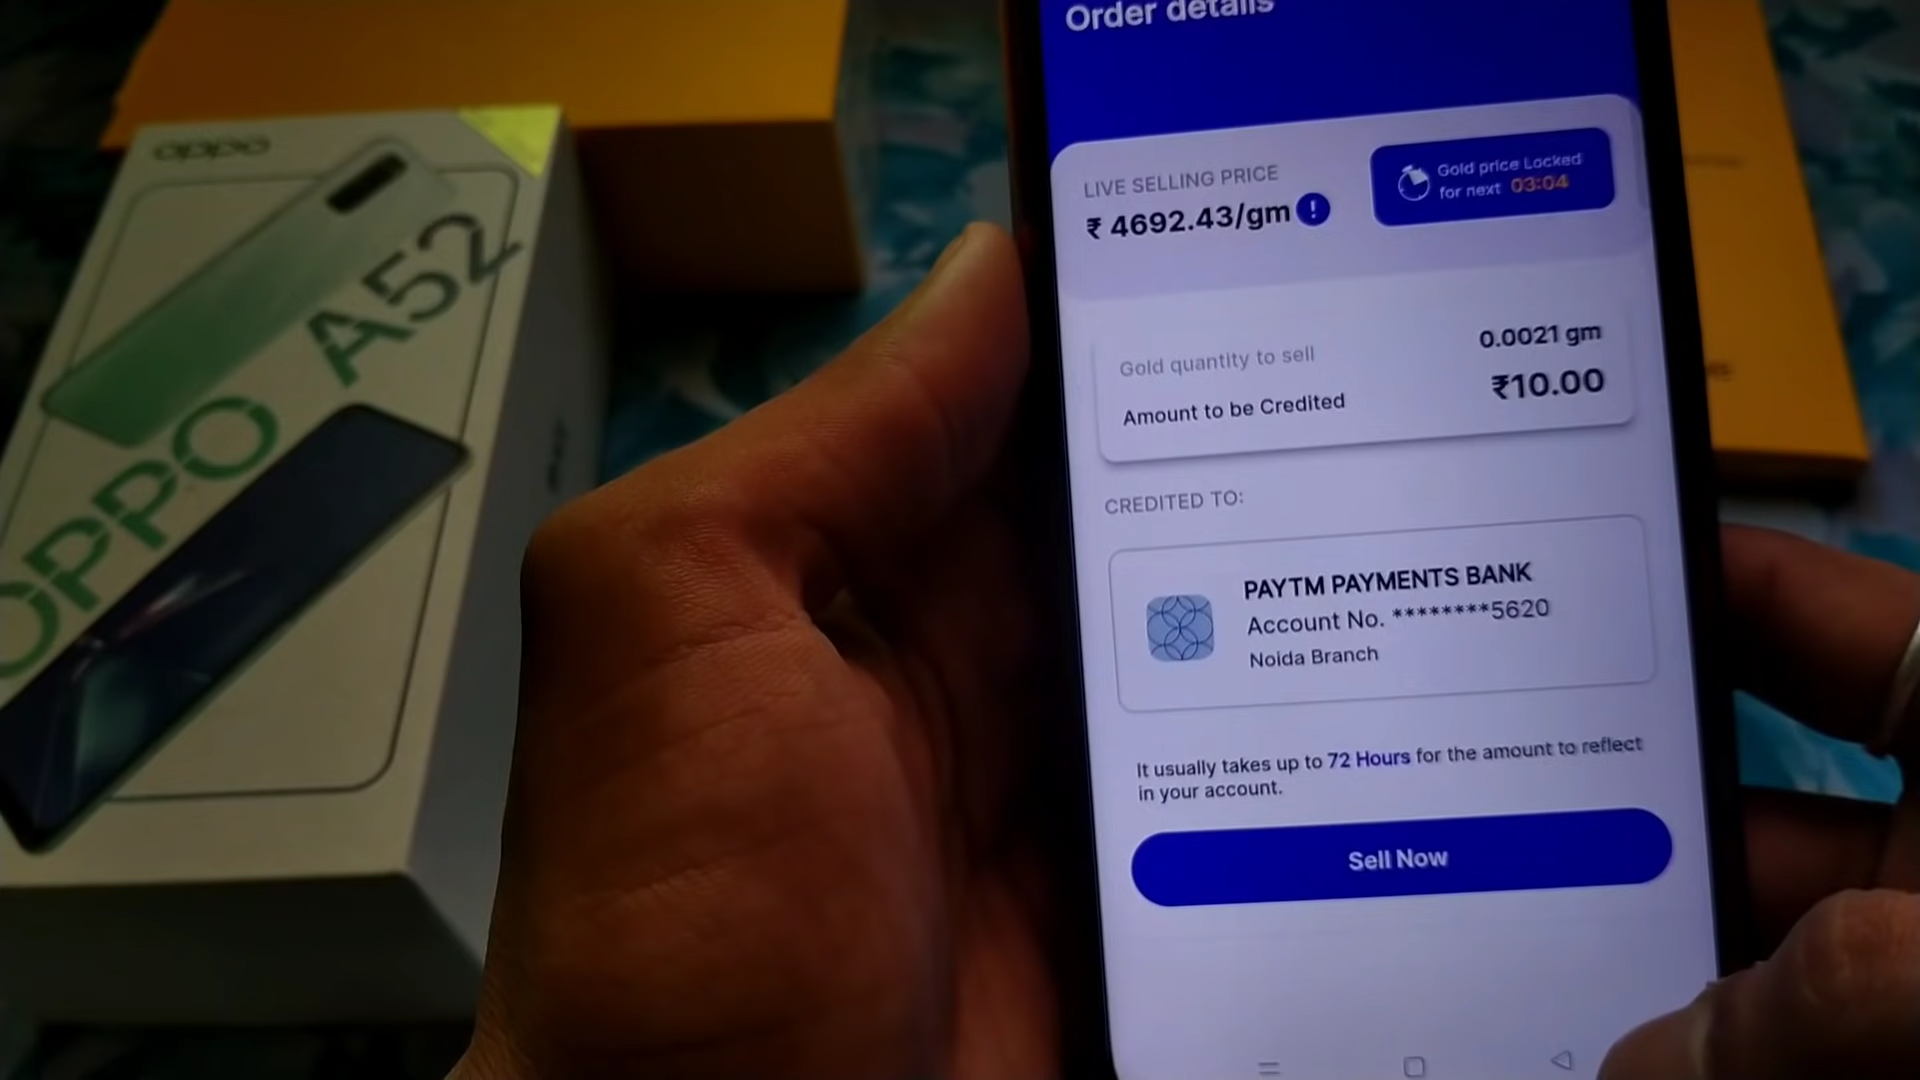 Order details
LIVE SELLING PRICE
₹ 4692.43/gm !
Gold price Locked
for next 03:04
Gold quantity to sell 0.0021 gm
Amount to be Credited ₹10.00
CREDITED TO:
PAYTM PAYMENTS BANK
Account No. ********5620
Noida Branch
It usually takes up to 72 Hours for the amount to reflect
in your account.
Sell Now
oppo
OPPO A52